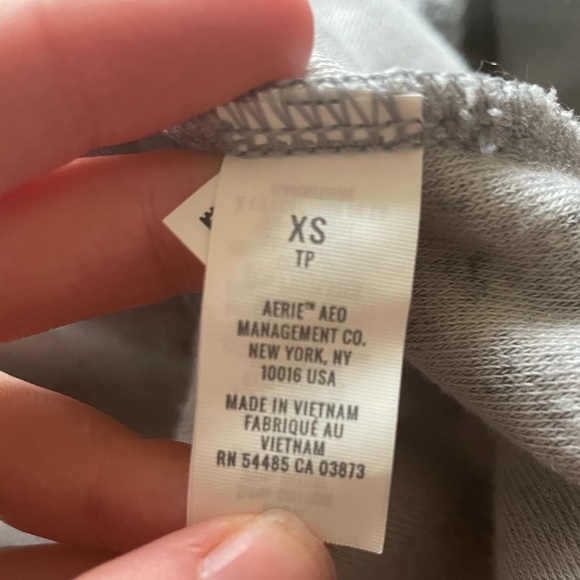 XS
TP
AERIE™ AEO
MANAGEMENT CO.
NEW YORK, NY
10016 USA
MADE IN VIETNAM
FABRIQUÉ AU
VIETNAM
RN 54485 CA 03873